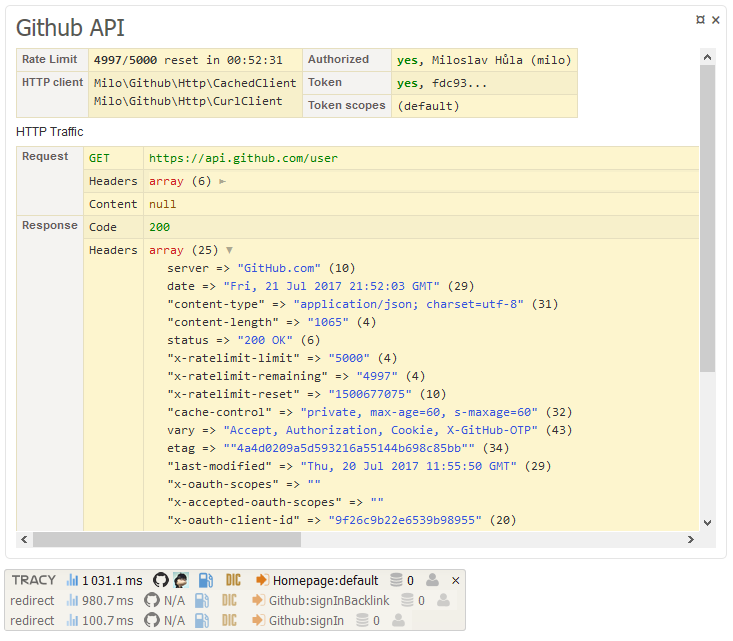 Github API
Rate Limit 4997/5000 reset in 00:52:31 Authorized yes, Miloslav Hůla (milo)
HTTP client Milo\Github\Http\CachedClient Token yes, fdc93...
Milo\Github\Http\CurlClient Token scopes (default)
HTTP Traffic
Request GET https://api.github.com/user
Headers array (6) ►
Content null
Response Code 200
Headers array (25) ▼
server => "GitHub.com" (10)
date => "Fri, 21 Jul 2017 21:52:03 GMT" (29)
"content-type" => "application/json; charset=utf-8" (31)
"content-length" => "1065" (4)
status => "200 OK" (6)
"x-ratelimit-limit" => "5000" (4)
"x-ratelimit-remaining" => "4997" (4)
"x-ratelimit-reset" => "1500677075" (10)
"cache-control" => "private, max-age=60, s-maxage=60" (32)
vary => "Accept, Authorization, Cookie, X-GitHub-OTP" (43)
etag => ""4a4d0209a5d593216a55144b698c85bb"" (34)
"last-modified" => "Thu, 20 Jul 2017 11:55:50 GMT" (29)
"x-oauth-scopes" => ""
"x-accepted-oauth-scopes" => ""
"x-oauth-client-id" => "9f26c9b22e6539b98955" (20)
TRACY 1 031.1 ms DIC Homepage:default 0 ×
redirect 980.7 ms N/A DIC Github:signInBacklink 0
redirect 100.7 ms N/A DIC Github:signIn 0